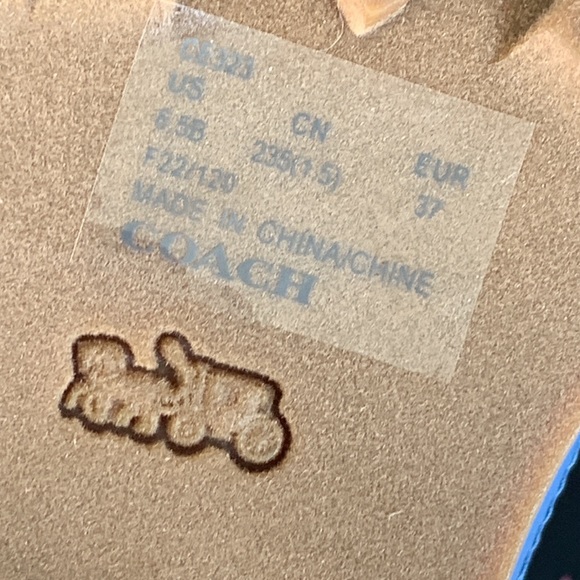 CE323
US CN EUR
6.5B 235(1.5) 37
F22/120
MADE IN CHINA/CHINE
COACH